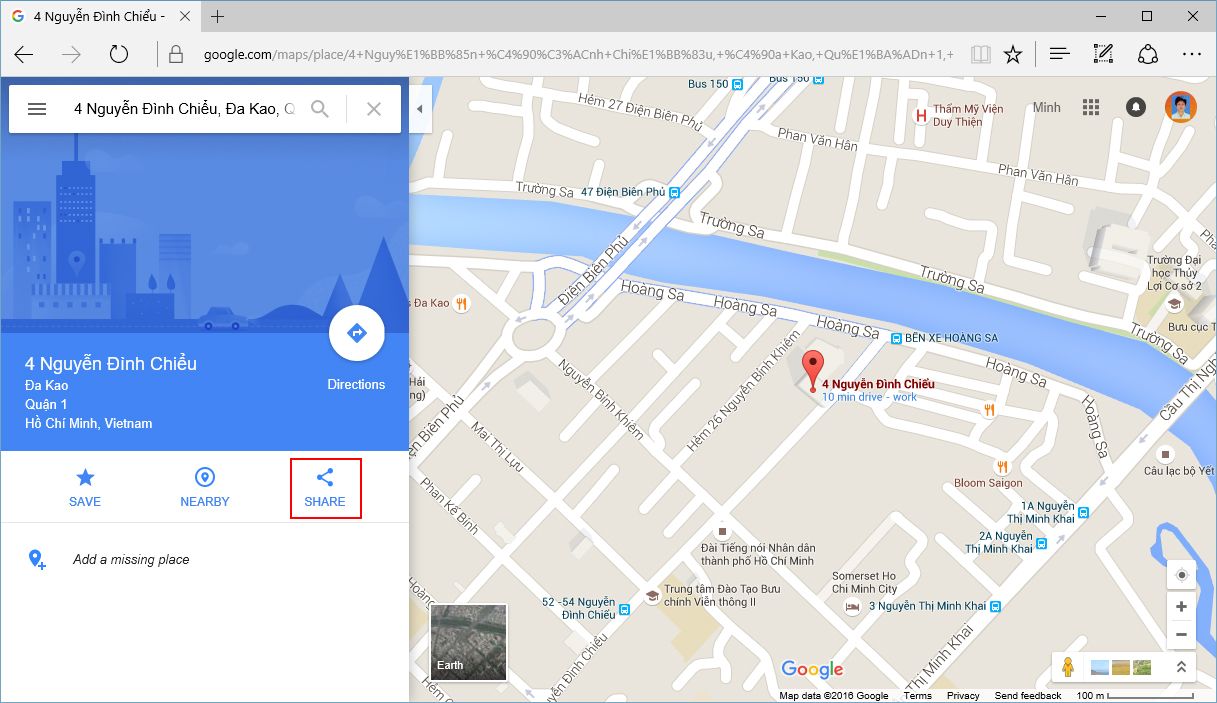 4 Nguyễn Đình Chiểu -
google.com/maps/place/4+Nguy%E1%BB%85n+%C4%90%C3%ACnh+Chi%E1%BB%83u,+%C4%90a+Kao,+Qu%E1%BA%ADn+1,+
4 Nguyễn Đình Chiểu, Đa Kao, Q
4 Nguyễn Đình Chiểu
Đa Kao
Quận 1
Hồ Chí Minh, Vietnam
Directions
SAVE
NEARBY
SHARE
Add a missing place
Bus 150
Bus 150
Hẻm 27 Điện Biên Phủ
Thẩm Mỹ Viện
Duy Thiện
Minh
Phan Văn Hân
Phan Văn Hân
Trường Sa
47 Điện Biên Phủ
Trường Sa
Điện Biên Phủ
Trường Sa
Trường Đại
học Thủy
Lợi Cơ sở 2
Bưu cục T
Trường Sa
Hoàng Sa
Hoàng Sa
Hoàng Sa
BẾN XE HOÀNG SA
Hoàng Sa
Hoàng Sa
s Đa Kao
Hải
ng)
iện Biên Phủ
Nguyễn Bỉnh Khiêm
Hẻm 26 Nguyễn Bỉnh Khiêm
4 Nguyễn Đình Chiểu
10 min drive - work
Cầu Thị Ngh
Câu lạc bộ Yết
Mai Thị Lựu
Phan Kế Bính
Bloom Saigon
1A Nguyễn
Thị Minh Khai
2A Nguyễn
Thị Minh Khai
Đài Tiếng nói Nhân dân
thành phố Hồ Chí Minh
Trung tâm Đào Tạo Bưu
chính Viễn thông II
Somerset Ho
Chi Minh City
3 Nguyễn Thị Minh Khai
52 -54 Nguyễn
Đình Chiểu
Nguyễn Đình Chiểu
Thị Minh Khai
Hẻm
Earth
Google
Map data ©2016 Google
Terms
Privacy
Send feedback
100 m